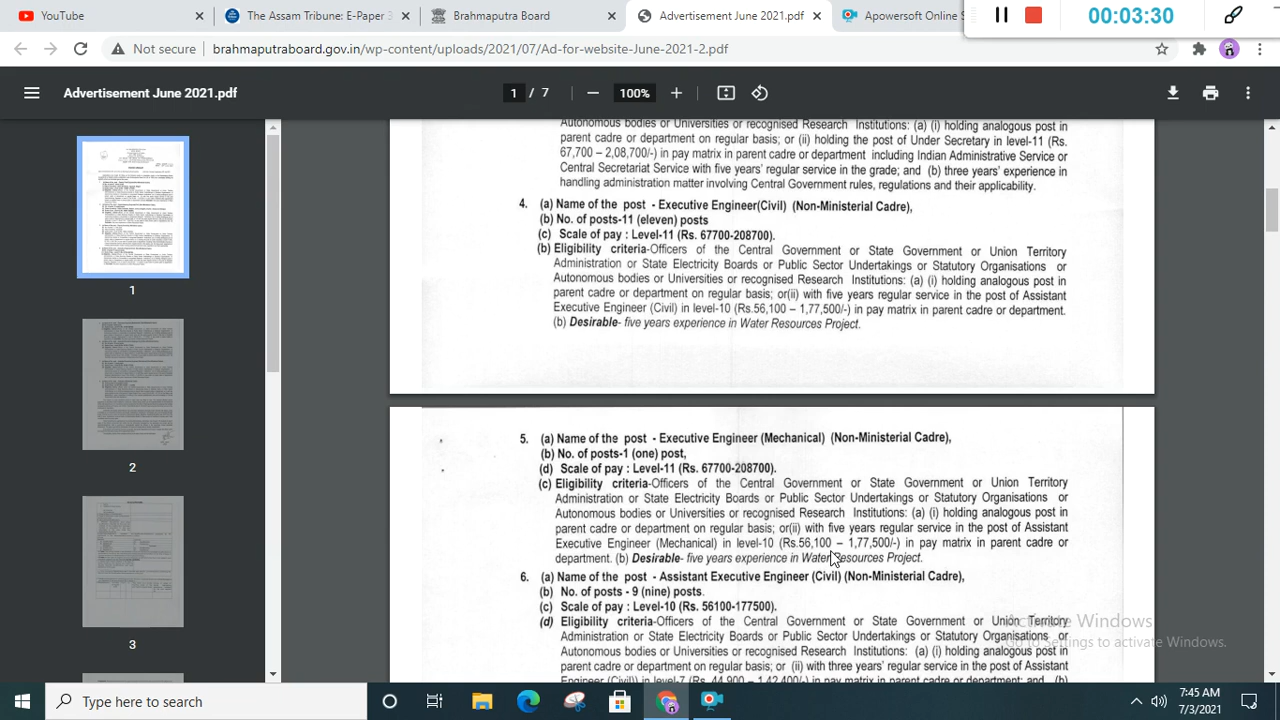 YouTube
The Assam Tribune: E-Paper
Brahmaputra Board
Advertisement June 2021.pdf
Apowersoft Online S
00:03:30
Not secure
brahmaputraboard.gov.in/wp-content/uploads/2021/07/Ad-for-website-June-2021-2.pdf
Advertisement June 2021.pdf
1 / 7
100%
1
2
3
Autonomous bodies or Universities or recognised Research Institutions: (a) (i) holding analogous post in
parent cadre or department on regular basis; or (ii) holding the post of Under Secretary in level-11 (Rs.
67,700 – 2,08,700/-) in pay matrix in parent cadre or department including Indian Administrative Service or
Central Secretariat Service with five years' regular service in the grade; and (b) three years' experience in
handling administration matter involving Central Government rules, regulations and their applicability.
4. (a) Name of the post - Executive Engineer(Civil) (Non-Ministerial Cadre),
(b) No. of posts-11 (eleven) posts
(c) Scale of pay : Level-11 (Rs. 67700-208700).
(b) Eligibility criteria-Officers of the Central Government or State Government or Union Territory
Administration or State Electricity Boards or Public Sector Undertakings or Statutory Organisations or
Autonomous bodies or Universities or recognised Research Institutions: (a) (i) holding analogous post in
parent cadre or department on regular basis; or(ii) with five years regular service in the post of Assistant
Executive Engineer (Civil) in level-10 (Rs.56,100 – 1,77,500/-) in pay matrix in parent cadre or department.
(b) Desirable- five years experience in Water Resources Project.
5. (a) Name of the post - Executive Engineer (Mechanical) (Non-Ministerial Cadre),
(b) No. of posts-1 (one) post,
(d) Scale of pay : Level-11 (Rs. 67700-208700).
(c) Eligibility criteria-Officers of the Central Government or State Government or Union Territory
Administration or State Electricity Boards or Public Sector Undertakings or Statutory Organisations or
Autonomous bodies or Universities or recognised Research Institutions: (a) (i) holding analogous post in
parent cadre or department on regular basis; or(ii) with five years regular service in the post of Assistant
Executive Engineer (Mechanical) in level-10 (Rs.56,100 – 1,77,500/-) in pay matrix in parent cadre or
department. (b) Desirable- five years experience in Water Resources Project.
6. (a) Name of the post - Assistant Executive Engineer (Civil) (Non-Ministerial Cadre),
(b) No. of posts - 9 (nine) posts.
(c) Scale of pay : Level-10 (Rs. 56100-177500).
(d) Eligibility criteria-Officers of the Central Government or State Government or Union Territory
Administration or State Electricity Boards or Public Sector Undertakings or Statutory Organisations or
Autonomous bodies or Universities or recognised Research Institutions: (a) (i) holding analogous post in
parent cadre or department on regular basis; or (ii) with three years' regular service in the post of Assistant
Engineer (Civil)) in level-7 (Rs. 44,900 – 1,42,400/-) in pay matrix in parent cadre or department; and (b)
Activate Windows
Go to Settings to activate Windows.
Type here to search
7:45 AM
7/3/2021